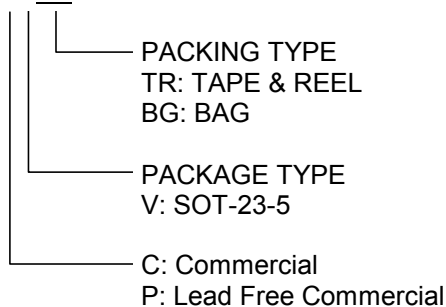 PACKING TYPE
TR: TAPE & REEL
BG: BAG
PACKAGE TYPE
V: SOT-23-5
C: Commercial
P: Lead Free Commercial